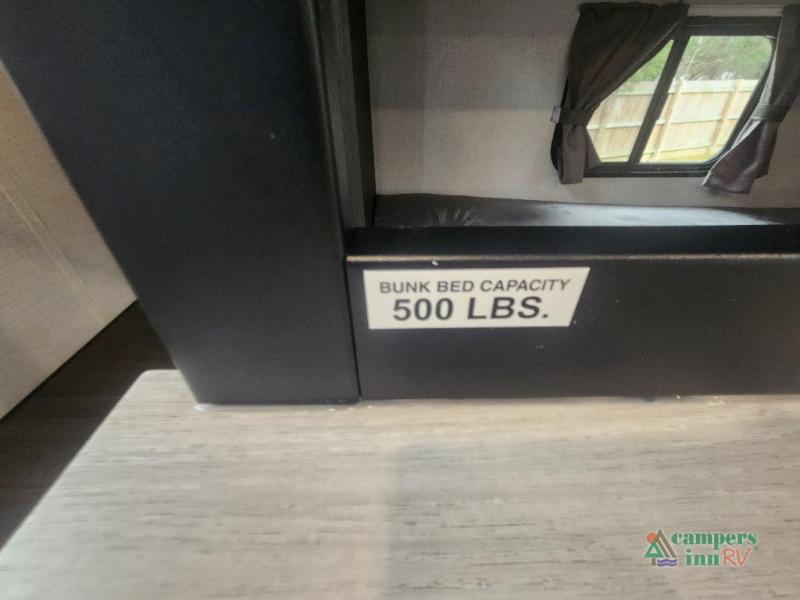 BUNK BED CAPACITY
500 LBS.
campers
inn RV